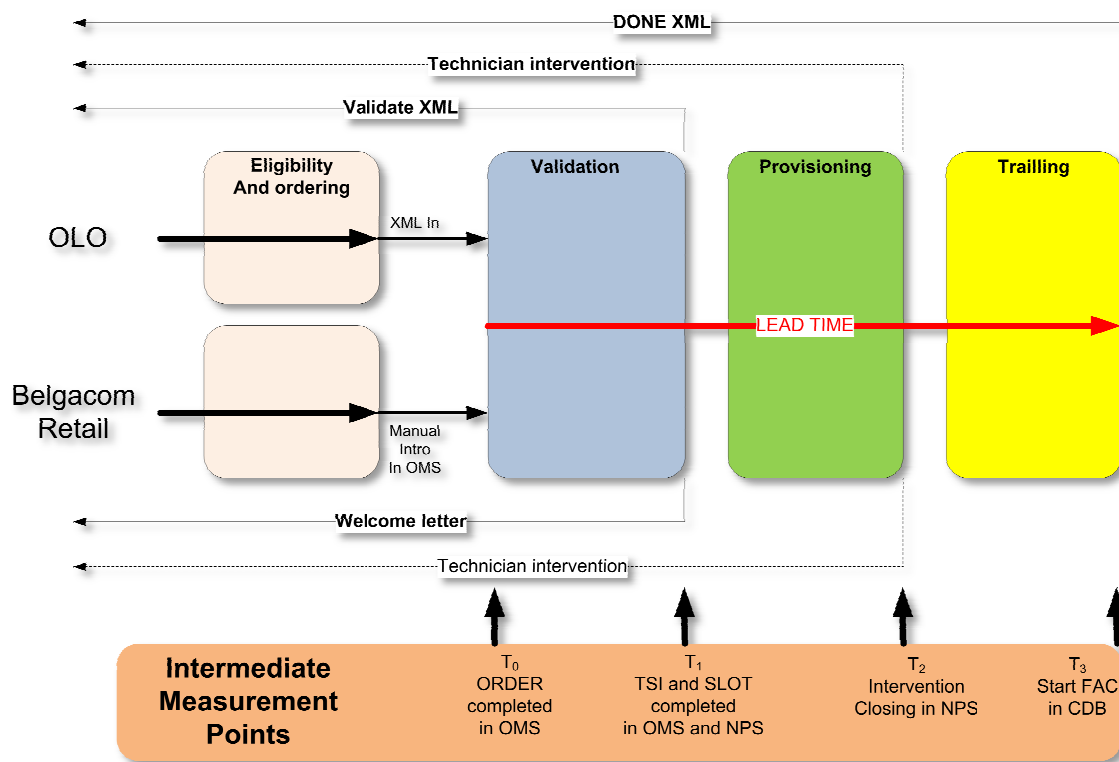 DONE XML
Technician intervention
Validate XML
Eligibility
And ordering
Validation
Provisioning
Trailling
OLO
XML In
LEAD TIME
Belgacom
Retail
Manual
Intro
In OMS
Welcome letter
Technician intervention
Intermediate
Measurement
Points
T₀
ORDER
completed
in OMS
T₁
TSI and SLOT
completed
in OMS and NPS
T₂
Intervention
Closing in NPS
T₃
Start FAC
in CDB